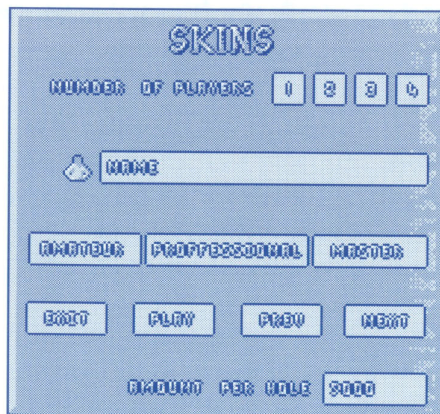 SKINS
NUMBER OF PLAYERS 1 2 3 4
NAME
AMATEUR PROFFESSIONAL MASTER
EXIT PLAY PREV NEXT
AMOUNT PER HOLE 9000